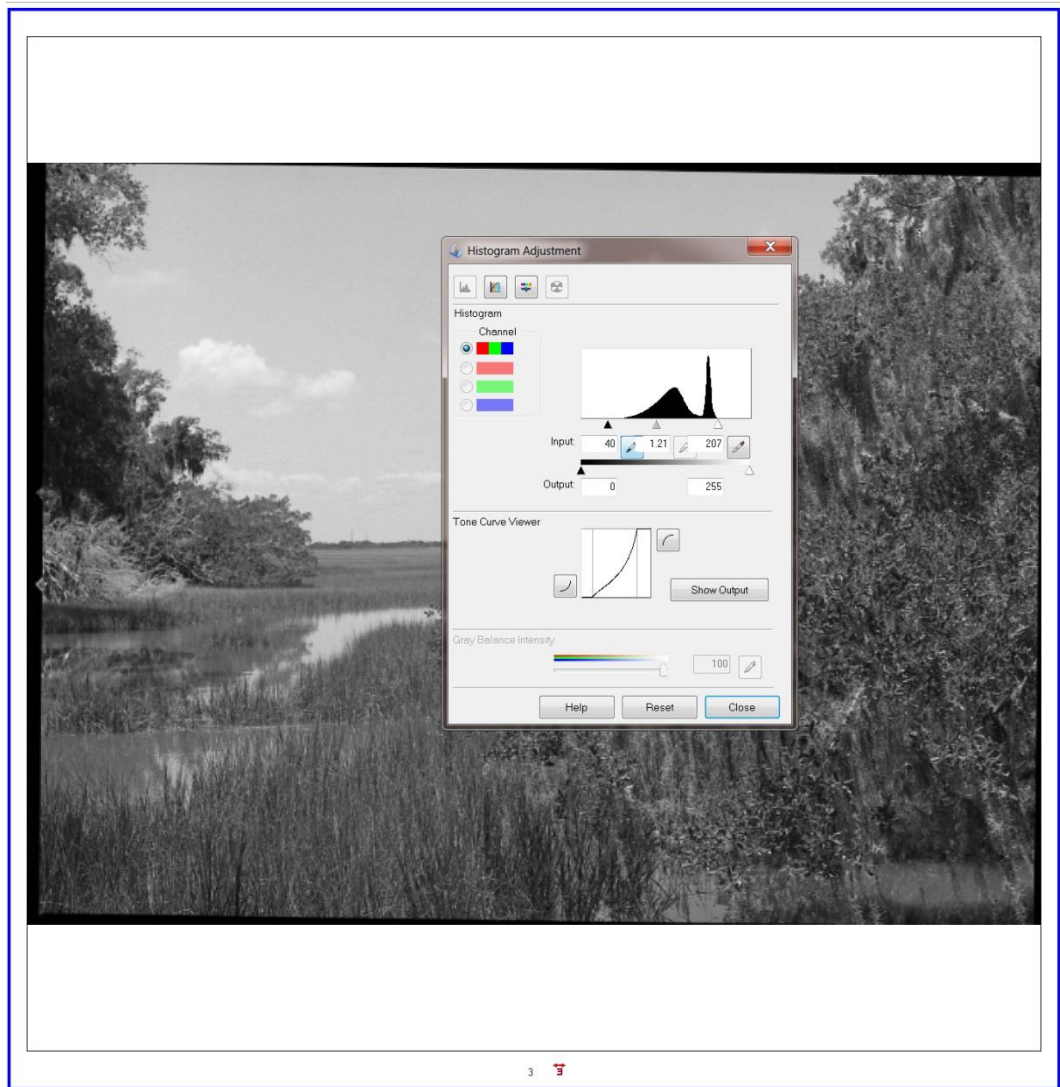 Histogram Adjustment
Histogram
Channel
Input: 40 1.21 207
Output: 0 255
Tone Curve Viewer
Show Output
Gray Balance Intensity
100
Help Reset Close
3